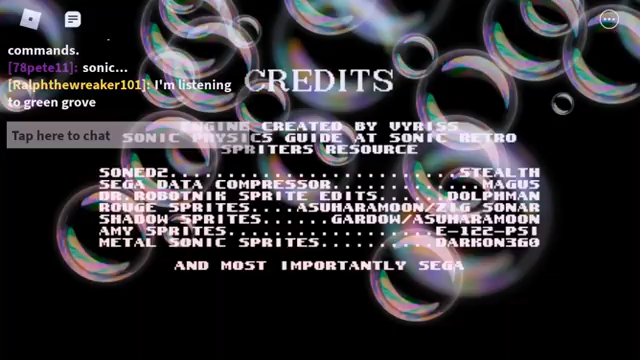 commands.
[78pete11]: sonic...
[Ralphthewreaker101]: I'm listening
to green grove
Tap here to chat
CREDITS
ENGINE CREATED BY VYRISS
SONIC PHYSICS GUIDE AT SONIC RETRO
SPRITERS RESOURCE
SONED2........................STEALTH
SEGA DATA COMPRESSOR............MAGUS
DR.ROBOTNIK SPRITE EDITS.....DOLPHMAN
ROUGE SPRITES....ASUHARAMOON/ZLG SONAR
SHADOW SPRITES......GARDOW/ASUHARAMOON
AMY SPRITES..................E-122-PSI
METAL SONIC SPRITES..........DARKON360
AND MOST IMPORTANTLY SEGA